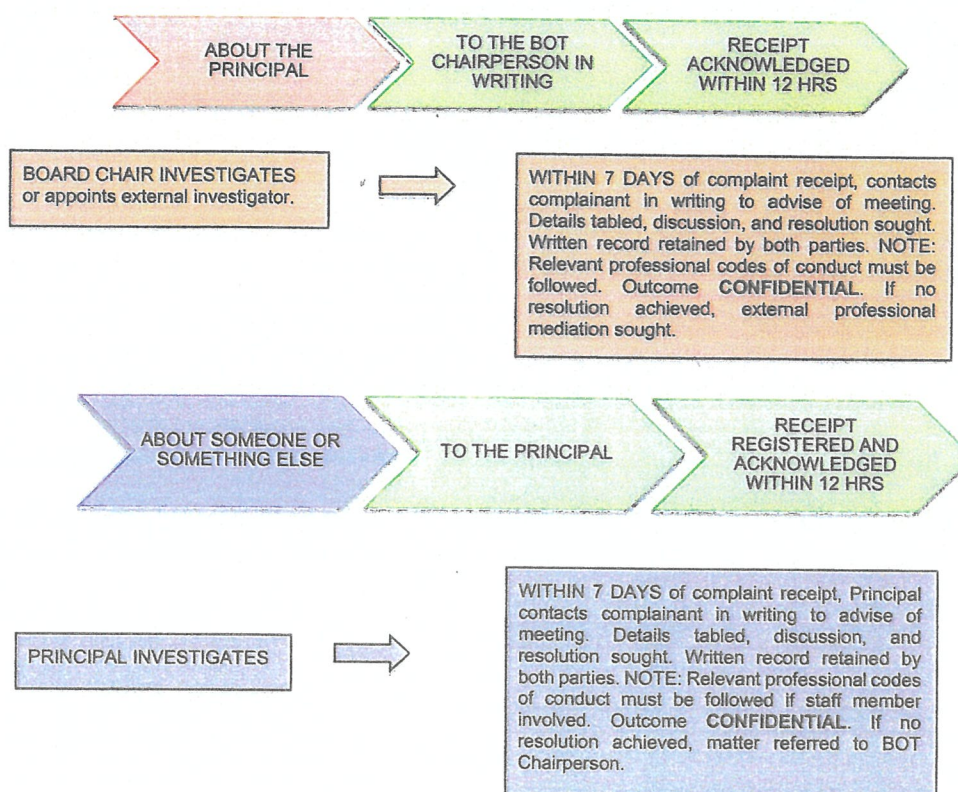 ABOUT THE
PRINCIPAL
TO THE BOT
CHAIRPERSON IN
WRITING
RECEIPT
ACKNOWLEDGED
WITHIN 12 HRS
BOARD CHAIR INVESTIGATES
or appoints external investigator.
WITHIN 7 DAYS of complaint receipt, contacts
complainant in writing to advise of meeting.
Details tabled, discussion, and resolution sought.
Written record retained by both parties. NOTE:
Relevant professional codes of conduct must be
followed. Outcome CONFIDENTIAL. If no
resolution achieved, external professional
mediation sought.
ABOUT SOMEONE OR
SOMETHING ELSE
TO THE PRINCIPAL
RECEIPT
REGISTERED AND
ACKNOWLEDGED
WITHIN 12 HRS
PRINCIPAL INVESTIGATES
WITHIN 7 DAYS of complaint receipt, Principal
contacts complainant in writing to advise of
meeting. Details tabled, discussion, and
resolution sought. Written record retained by
both parties. NOTE: Relevant professional codes
of conduct must be followed if staff member
involved. Outcome CONFIDENTIAL. If no
resolution achieved, matter referred to BOT
Chairperson.